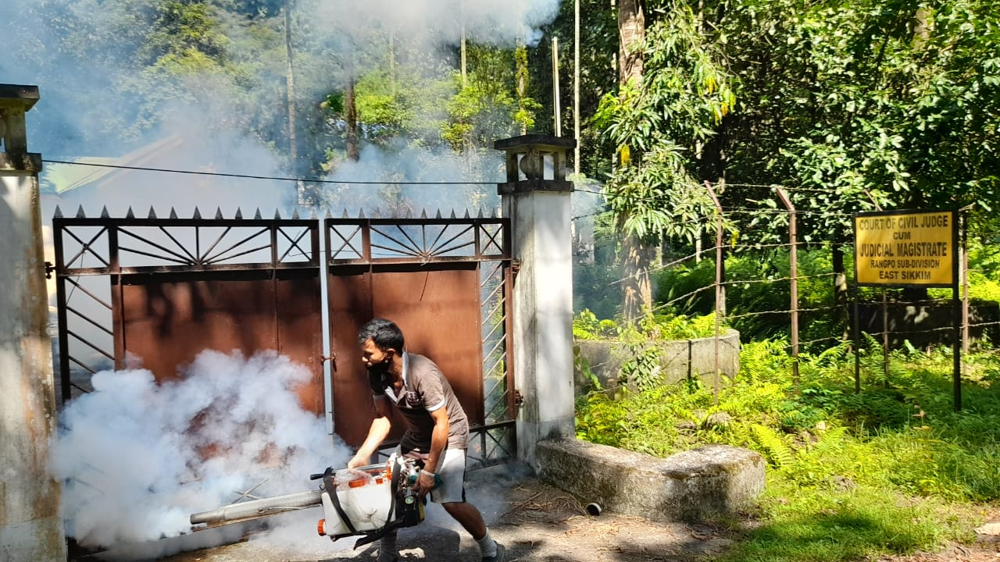 COURT OF CIVIL JUDGE
CUM
JUDICIAL MAGISTRATE
RANGPO SUB-DIVISION
EAST SIKKIM